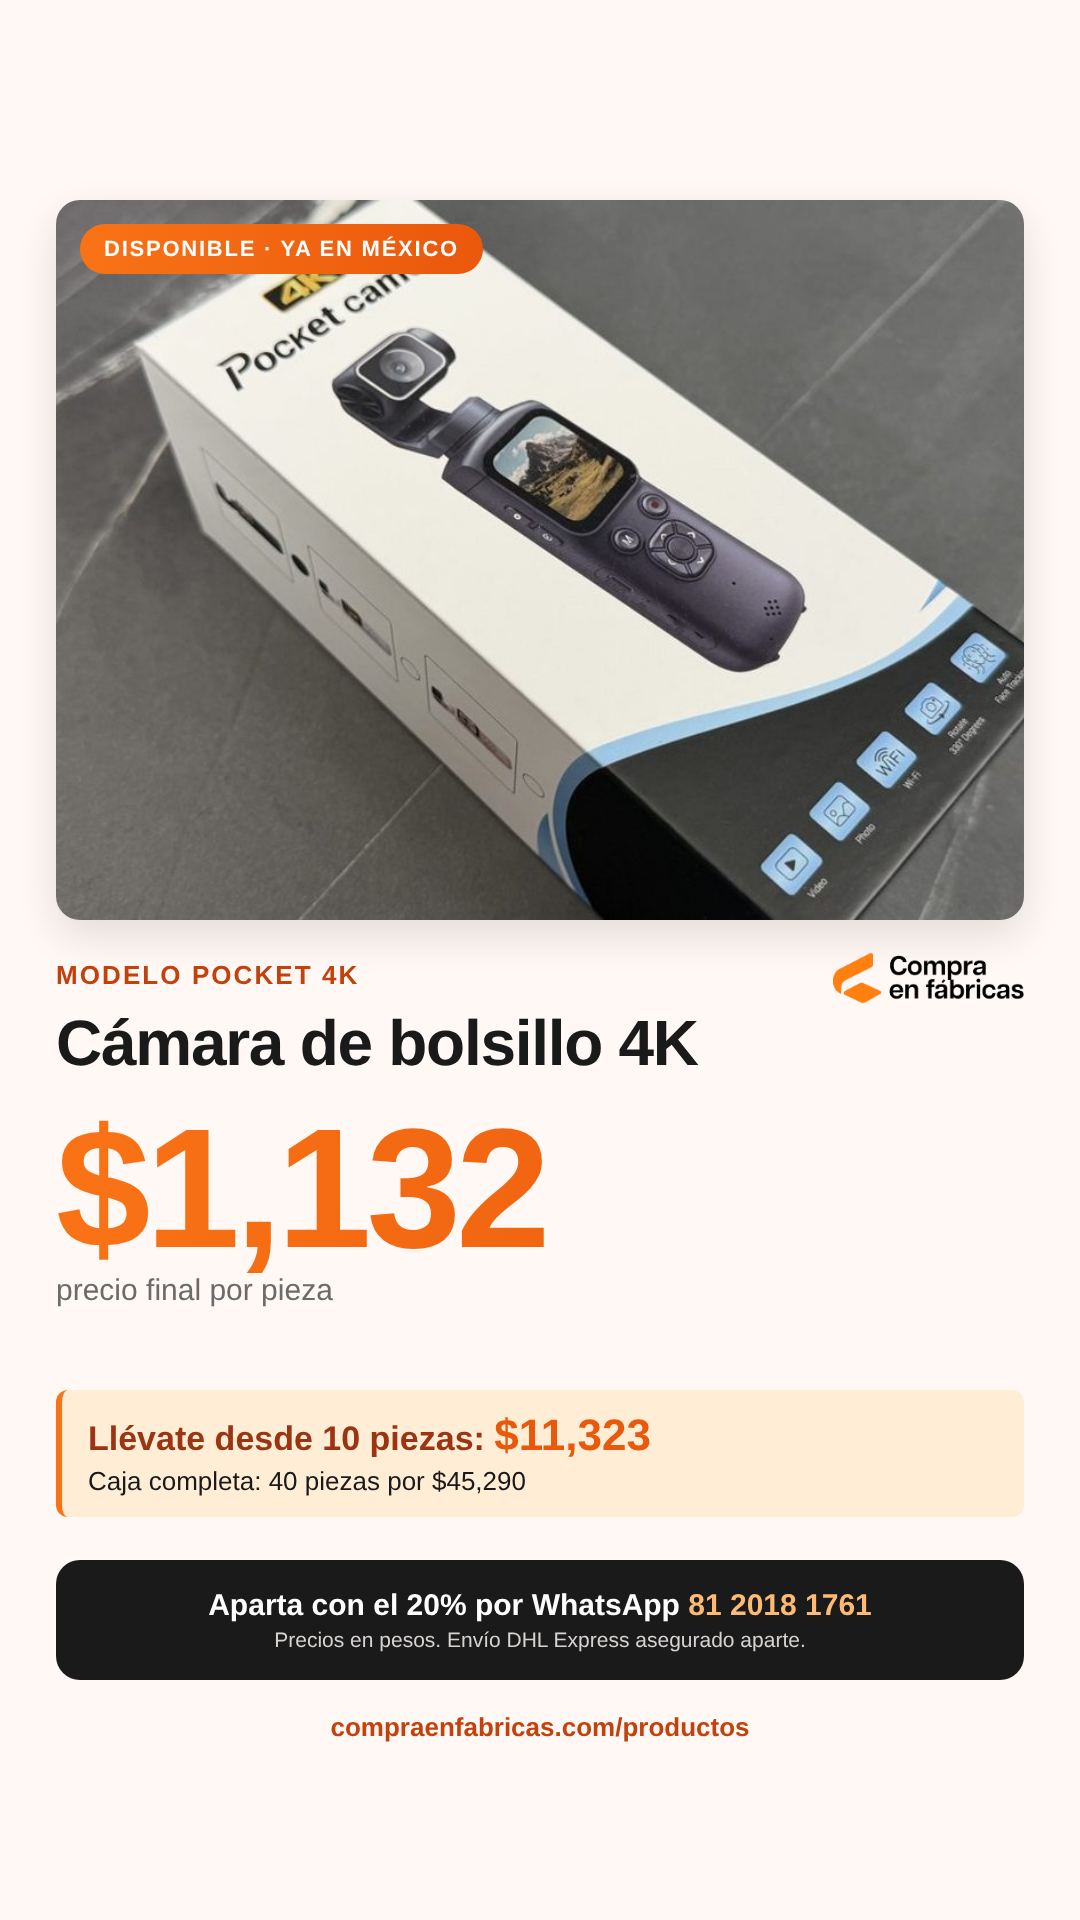 DISPONIBLE · YA EN MÉXICO
4K
Pocket
M
Auto
Rotate
330° Degrees
WiFi
Wi-Fi
Photo
Video
MODELO POCKET 4K
Compra
en fábricas
Cámara de bolsillo 4K
$1,132
precio final por pieza
Llévate desde 10 piezas: $11,323
Caja completa: 40 piezas por $45,290
Aparta con el 20% por WhatsApp 81 2018 1761
Precios en pesos. Envío DHL Express asegurado aparte.
compraenfabricas.com/productos